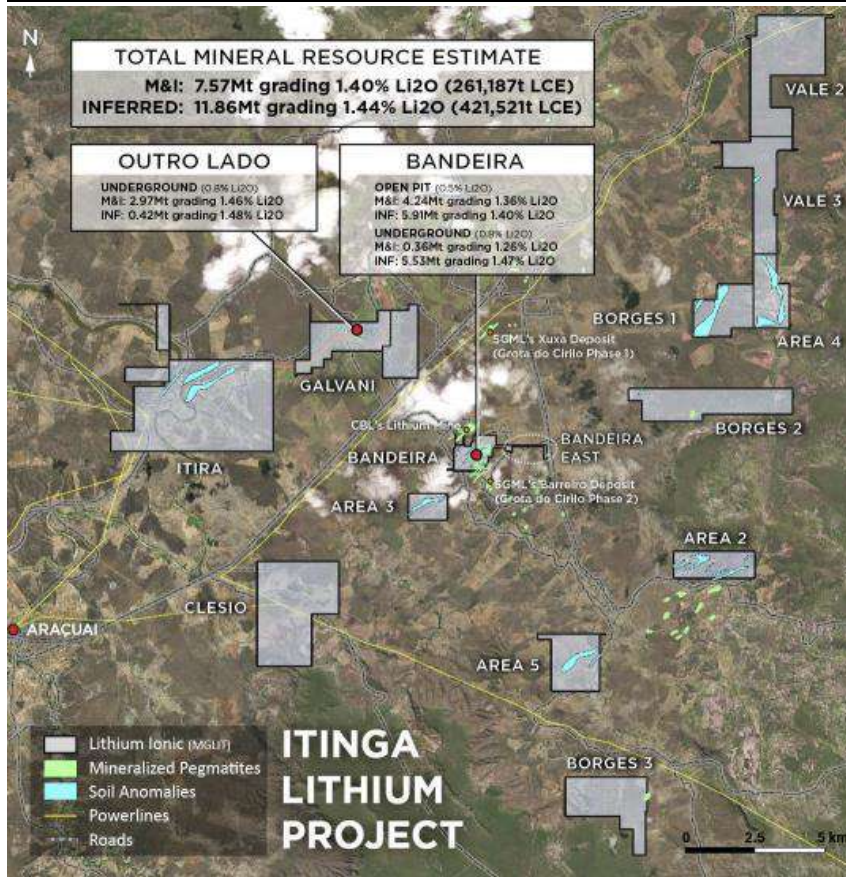 N
TOTAL MINERAL RESOURCE ESTIMATE
M&I: 7.57Mt grading 1.40% Li2O (261,187t LCE)
INFERRED: 11.86Mt grading 1.44% Li2O (421,521t LCE)
OUTRO LADO
UNDERGROUND (0.8% Li2O)
M&I: 2.97Mt grading 1.46% Li2O
INF: 0.42Mt grading 1.48% Li2O
BANDEIRA
OPEN PIT (0.5% Li2O)
M&I: 4.24Mt grading 1.36% Li2O
INF: 5.91Mt grading 1.40% Li2O
UNDERGROUND (0.8% Li2O)
M&I: 0.36Mt grading 1.26% Li2O
INF: 5.53Mt grading 1.47% Li2O
VALE 2
VALE 3
BORGES 1
AREA 4
SGML's Xuxa Deposit
(Grota do Cirilo Phase 1)
GALVANI
BORGES 2
CBL's Lithium Mine
ITIRA
BANDEIRA
BANDEIRA
EAST
SGML's Barreiro Deposit
(Grota do Cirilo Phase 2)
AREA 3
AREA 2
CLESIO
ARAÇUAI
AREA 5
BORGES 3
Lithium Ionic (MGLIT)
Mineralized Pegmatites
Soil Anomalies
Powerlines
Roads
ITINGA
LITHIUM
PROJECT
0 2.5 5 km